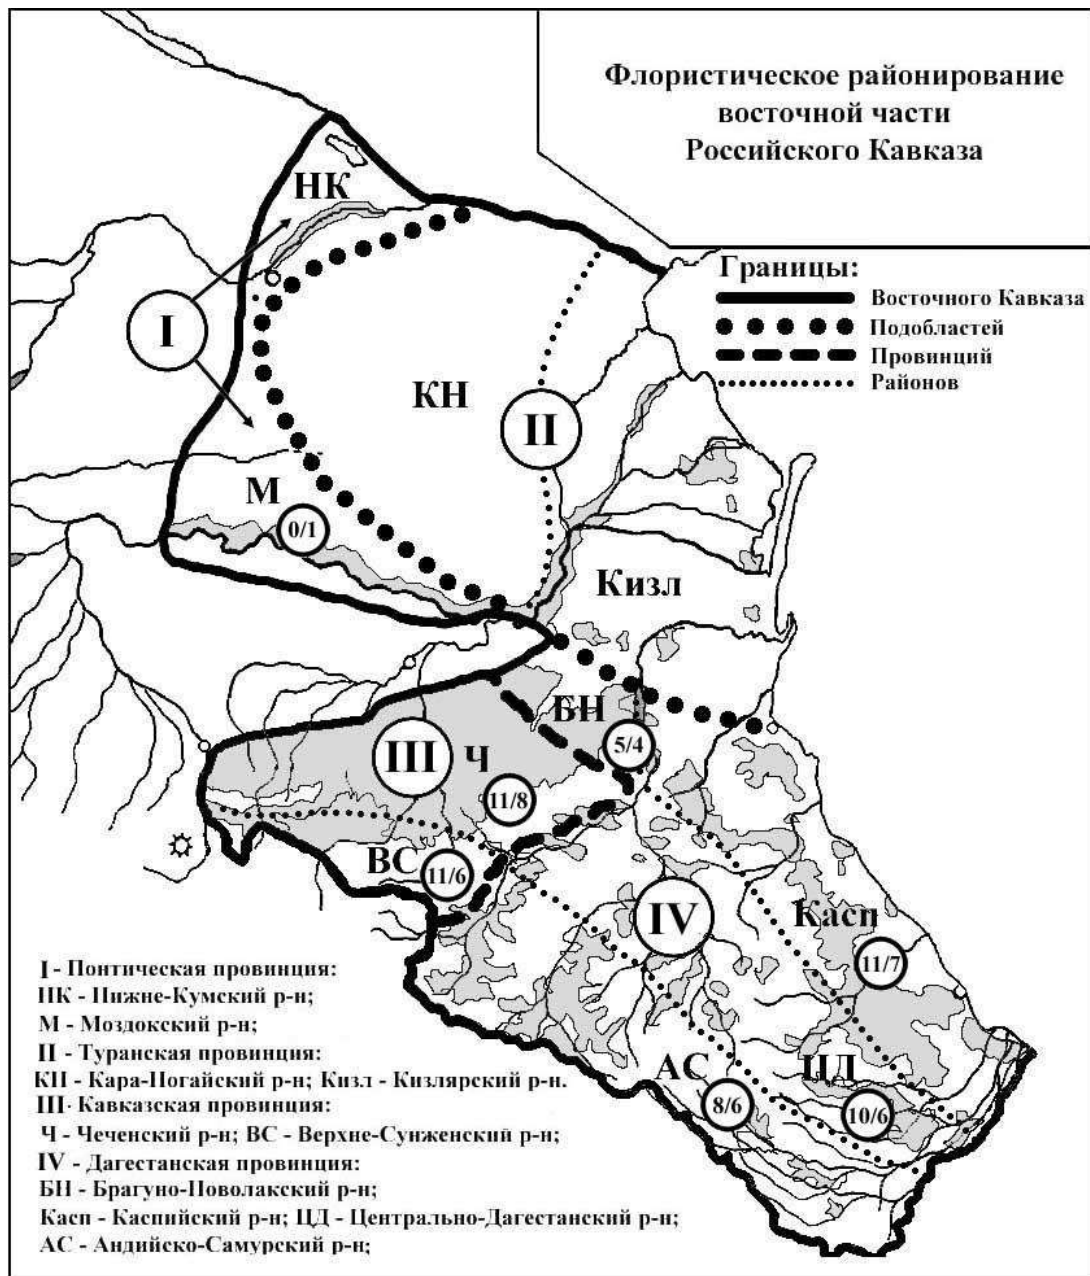 Флористическое районирование
восточной части
Российского Кавказа
Границы:
Восточного Кавказа
Подобластей
Провинций
Районов
НК
I
КН
II
М
0/1
Кизл
БН
5/4
III
Ч
11/8
ВС
11/6
IV
Касп
11/7
АС
8/6
ЦД
10/6
I - Понтическая провинция:
НК - Нижне-Кумский р-н;
М - Моздокский р-н;
II - Туранская провинция:
КН - Кара-Ногайский р-н; Кизл - Кизлярский р-н.
III- Кавказская провинция:
Ч - Чеченский р-н; ВС - Верхне-Сунженский р-н;
IV - Дагестанская провинция:
БН - Брагуно-Новолакский р-н;
Касп - Каспийский р-н; ЦД - Центрально-Дагестанский р-н;
АС - Андийско-Самурский р-н;